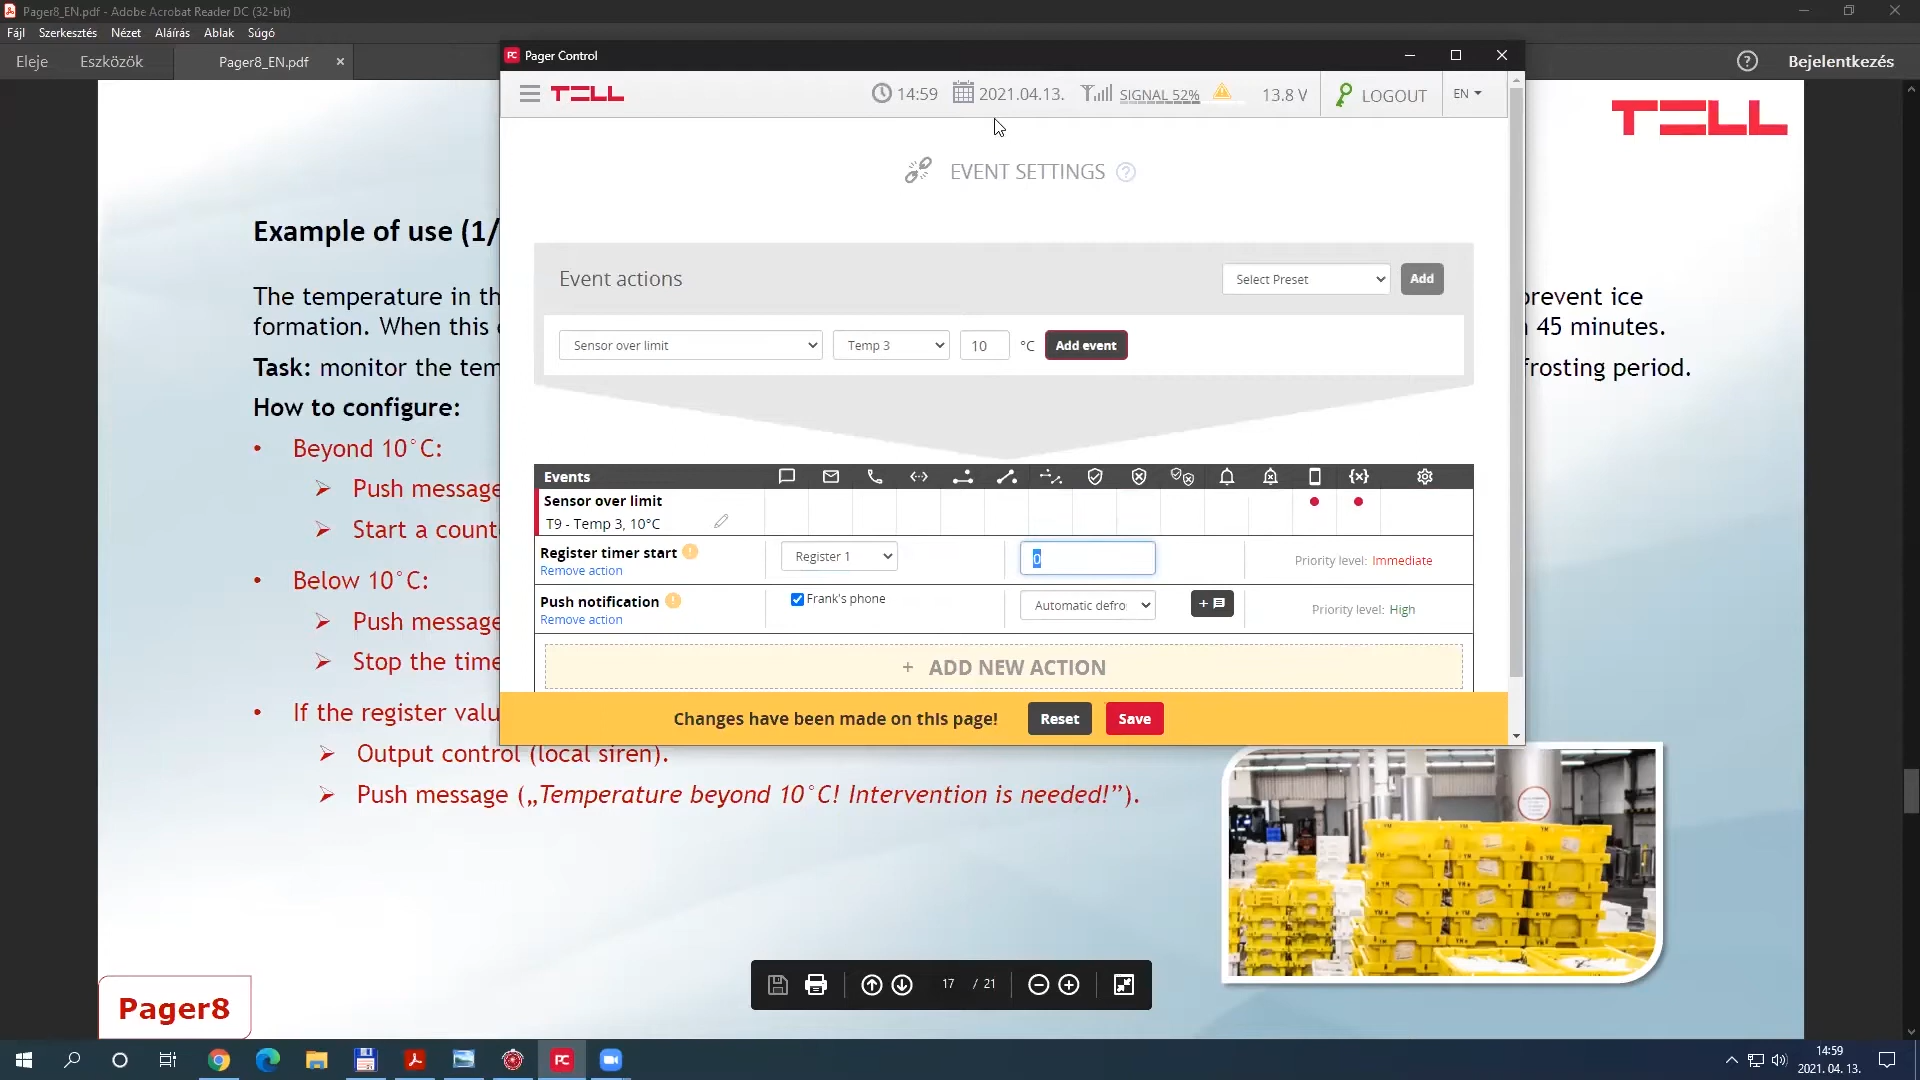 Pager8_EN.pdf - Adobe Acrobat Reader DC (32-bit)
Fájl Szerkesztés Nézet Aláírás Ablak Súgó
Eleje Eszközök Pager8_EN.pdf × Bejelentkezés
Pager Control
TELL 14:59 2021.04.13. SIGNAL 52% 13.8 V LOGOUT EN
TELL
EVENT SETTINGS
Example of use (1/
Event actions Select Preset Add
The temperature in th
prevent ice
formation. When this
45 minutes.
Sensor over limit Temp 3 10 °C Add event
Task: monitor the tem
frosting period.
How to configure:
• Beyond 10°C:
Push message
Start a count
• Below 10°C:
Push message
Stop the time
• If the register valu
Output control (local siren).
Push message („Temperature beyond 10°C! Intervention is needed!”).
Events
Sensor over limit
T9 - Temp 3, 10°C
Register timer start Register 1 0 Priority level: Immediate
Remove action
Push notification Frank's phone Automatic defro Priority level: High
Remove action
+ ADD NEW ACTION
Changes have been made on this page! Reset Save
17 / 21
Pager8
14:59
2021. 04. 13.